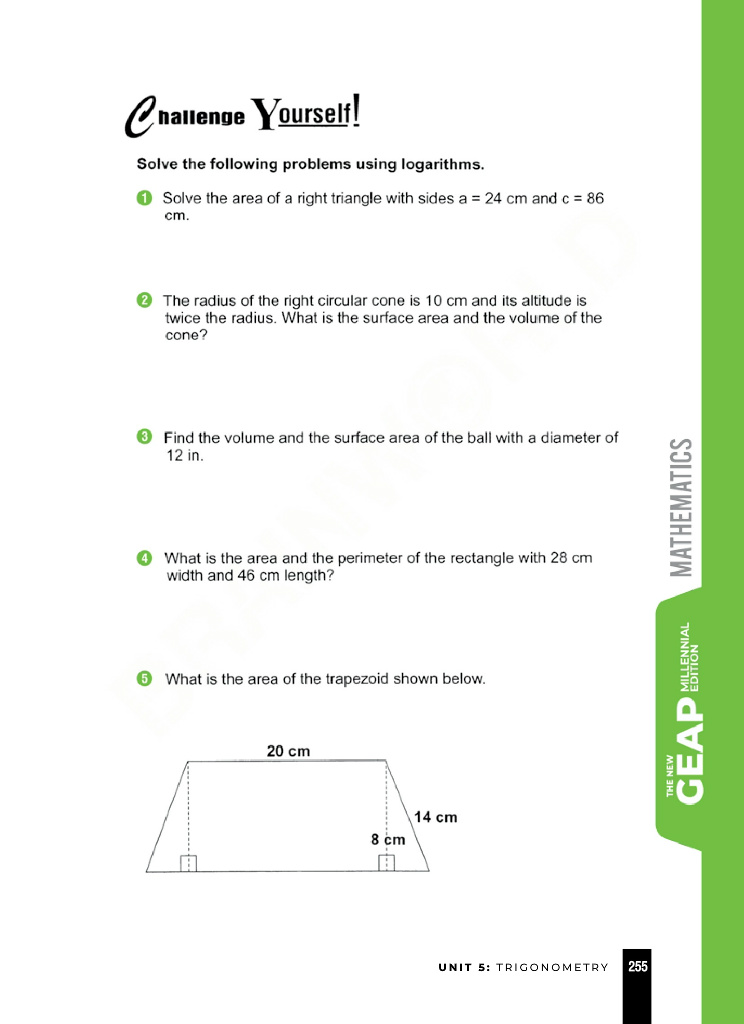 Challenge Yourself!
Solve the following problems using logarithms.
1 Solve the area of a right triangle with sides a = 24 cm and c = 86
cm.
2 The radius of the right circular cone is 10 cm and its altitude is
twice the radius. What is the surface area and the volume of the
cone?
3 Find the volume and the surface area of the ball with a diameter of
12 in.
4 What is the area and the perimeter of the rectangle with 28 cm
width and 46 cm length?
5 What is the area of the trapezoid shown below.
20 cm
14 cm
8 cm
MATHEMATICS
THE NEW
GEAP
MILLENNIAL
EDITION
UNIT 5: TRIGONOMETRY 255